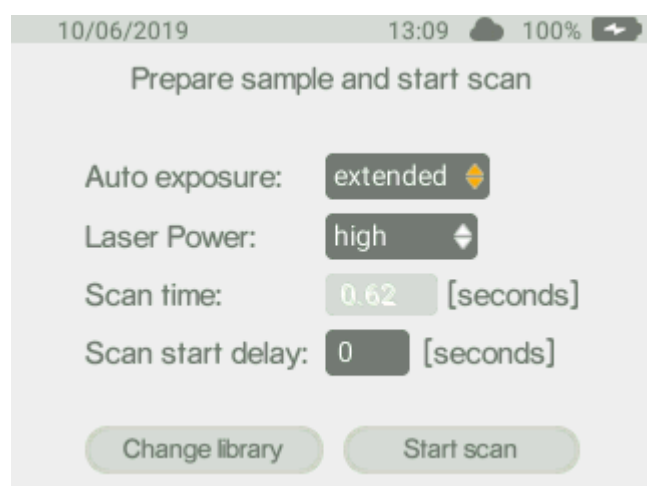 10/06/2019 13:09 100%
Prepare sample and start scan
Auto exposure: extended
Laser Power: high
Scan time: 0.62 [seconds]
Scan start delay: 0 [seconds]
Change library Start scan